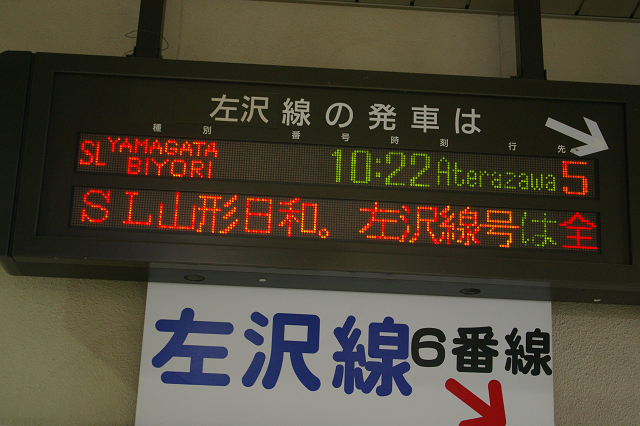 左沢線の発車は
種別 番号 時刻 行先
SL YAMAGATA BIYORI 10:22 Aterazawa 5
SL山形日和。左沢線号は全
左沢線 6番線